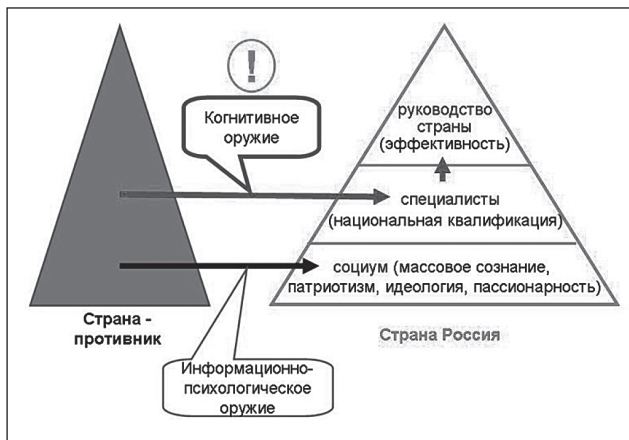 !
Когнитивное
оружие
руководство
страны
(эффективность)
специалисты
(национальная квалификация)
социум (массовое сознание,
патриотизм, идеология, пассионарность)
Страна -
противник
Страна Россия
Информационно-
психологическое
оружие